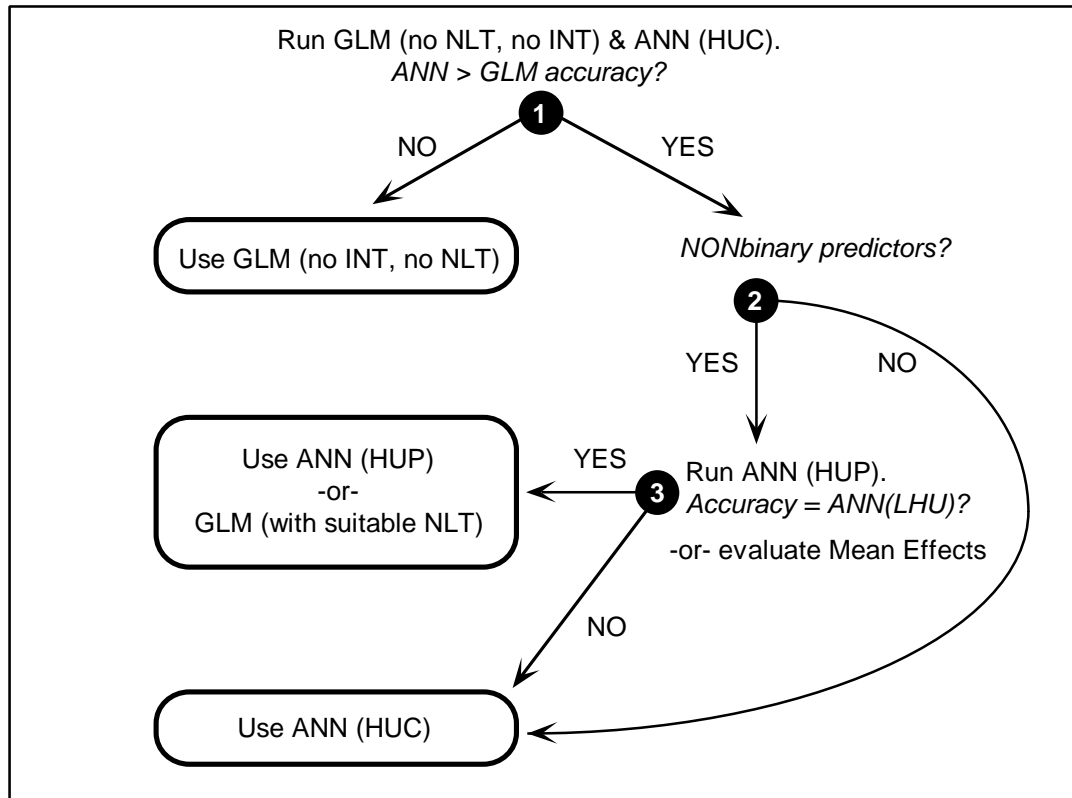 Run GLM (no NLT, no INT) & ANN (HUC).
ANN > GLM accuracy?
1
NO
YES
Use GLM (no INT, no NLT)
NONbinary predictors?
2
YES
NO
Use ANN (HUP)
-or-
GLM (with suitable NLT)
YES
3
Run ANN (HUP).
Accuracy = ANN(LHU)?
-or- evaluate Mean Effects
NO
Use ANN (HUC)